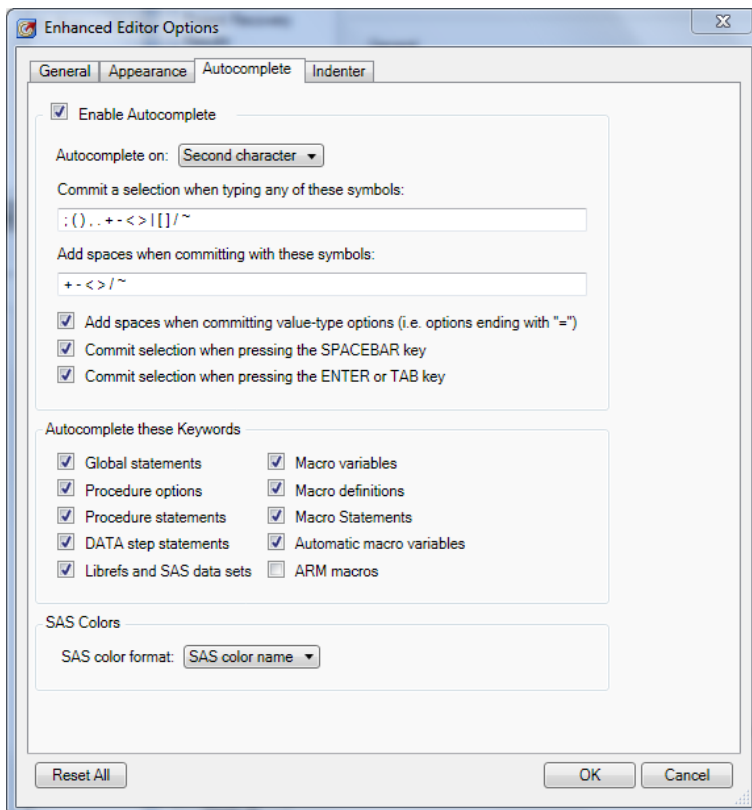 Enhanced Editor Options
General Appearance Autocomplete Indenter
Enable Autocomplete
Autocomplete on: Second character
Commit a selection when typing any of these symbols:
; ( ) , . + - < > | [ ] / ~
Add spaces when committing with these symbols:
+ - < > / ~
Add spaces when committing value-type options (i.e. options ending with "=")
Commit selection when pressing the SPACEBAR key
Commit selection when pressing the ENTER or TAB key
Autocomplete these Keywords
Global statements Macro variables
Procedure options Macro definitions
Procedure statements Macro Statements
DATA step statements Automatic macro variables
Librefs and SAS data sets ARM macros
SAS Colors
SAS color format: SAS color name
Reset All OK Cancel